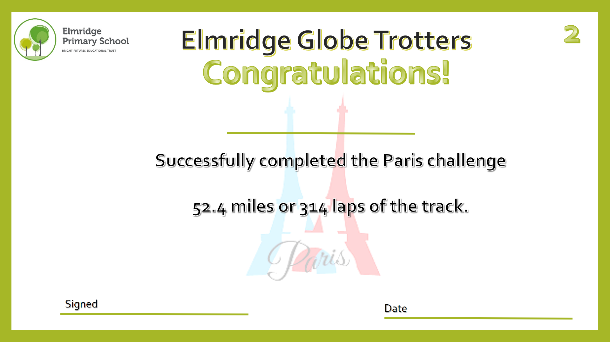 Elmridge
Primary School
Elmridge Globe Trotters
2
Congratulations!
Successfully completed the Paris challenge
52.4 miles or 314 laps of the track.
Paris
Signed
Date